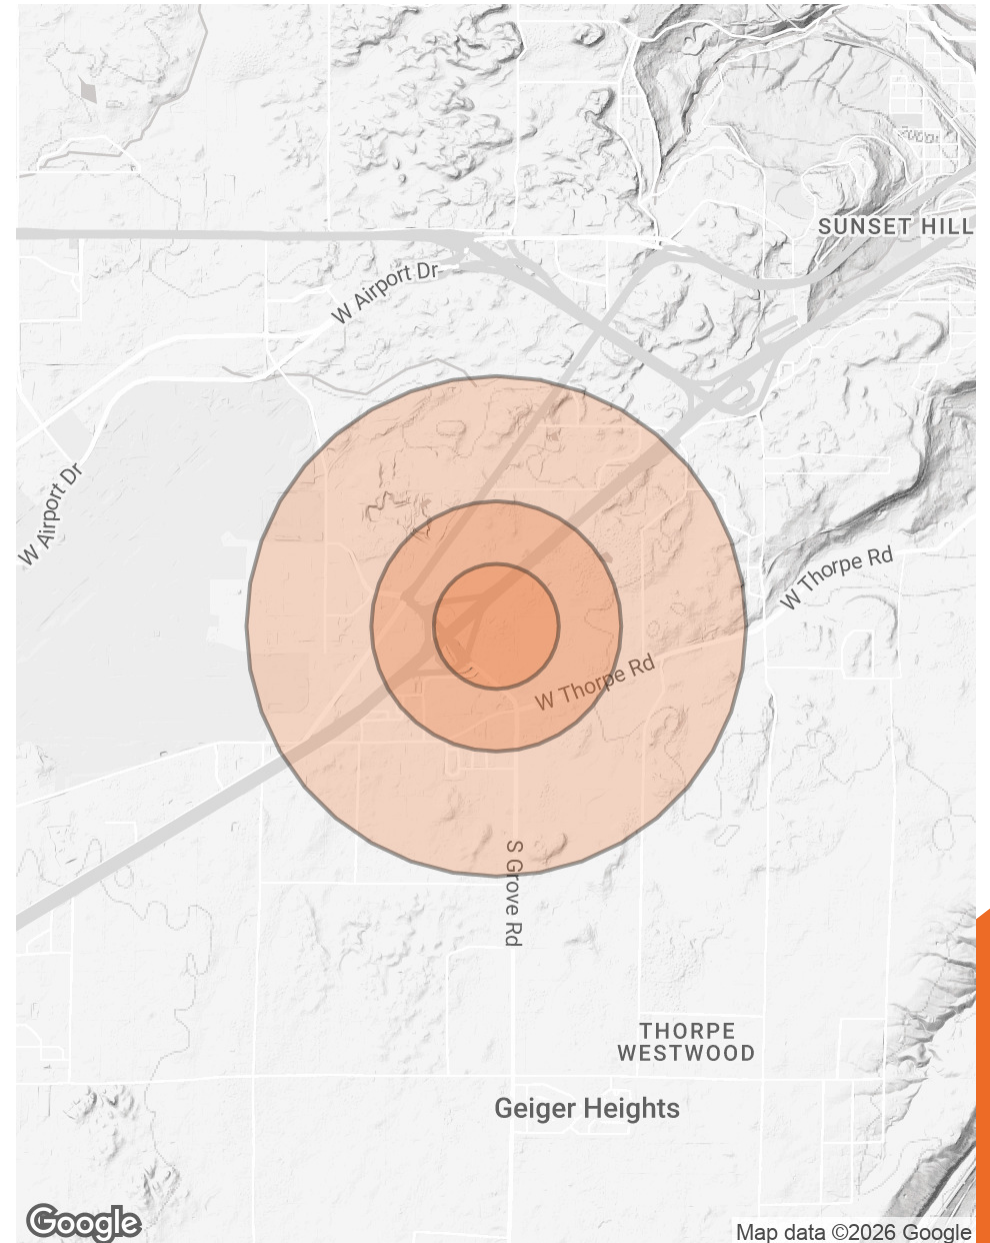 SUNSET HILL
W Airport Dr
W Airport Dr
W Thorpe Rd
W Thorpe Rd
S Grove Rd
THORPE
WESTWOOD
Geiger Heights
Google
Map data ©2026 Google